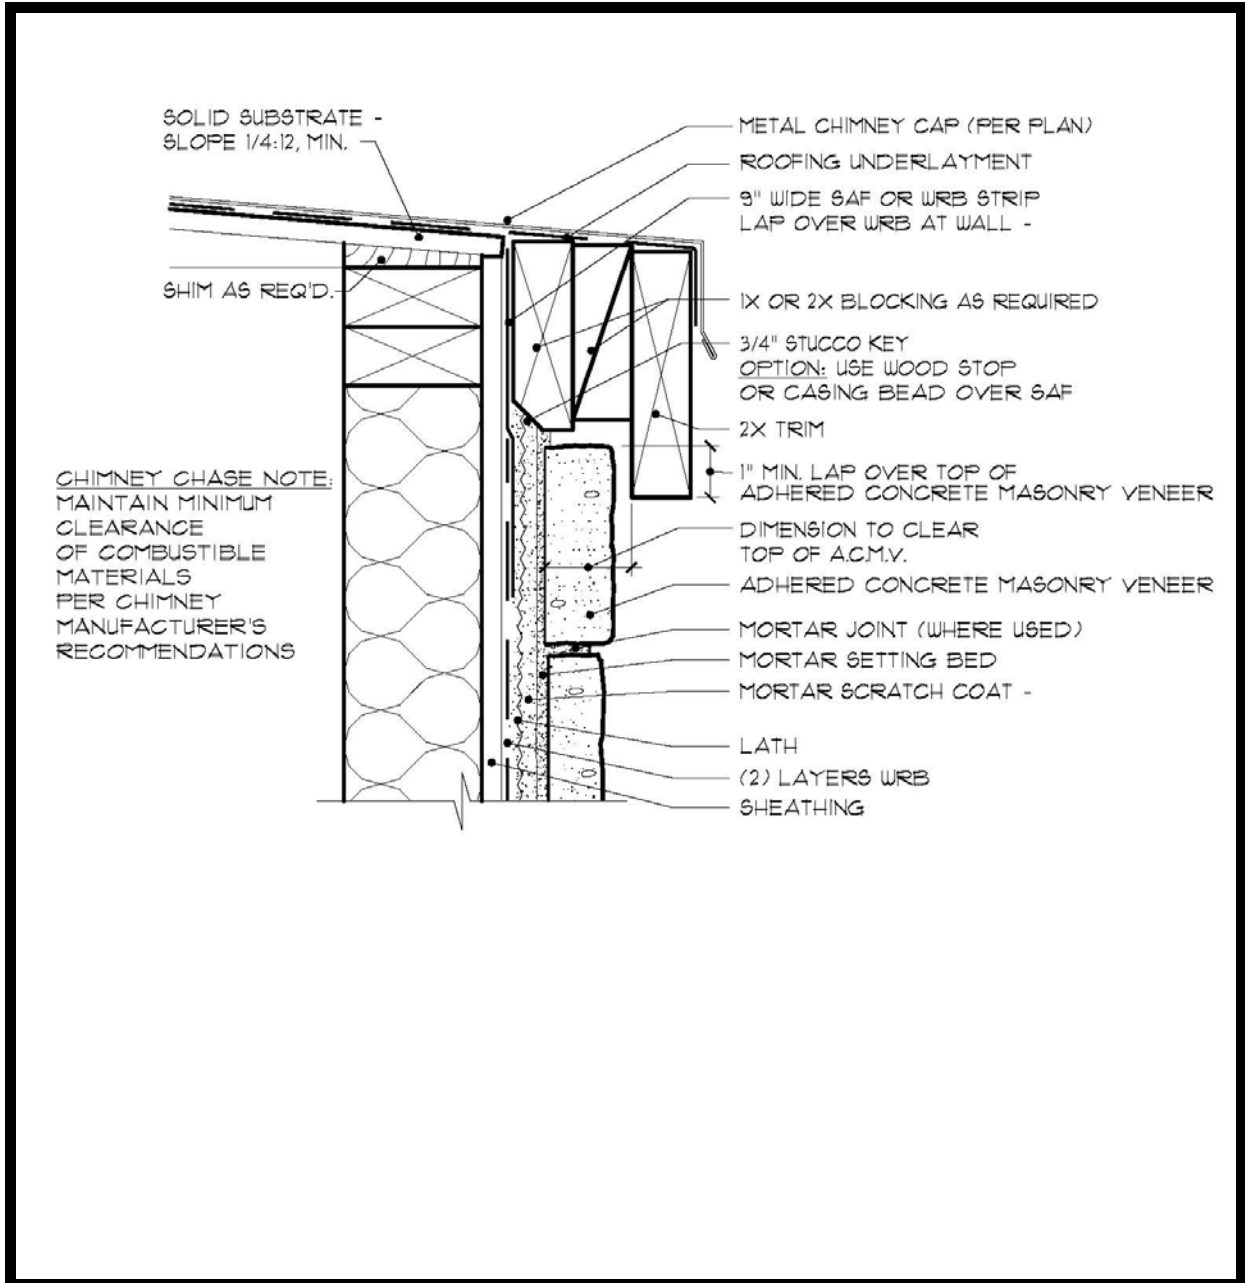 SOLID SUBSTRATE -
SLOPE 1/4:12, MIN.
SHIM AS REQ'D.
CHIMNEY CHASE NOTE:
MAINTAIN MINIMUM
CLEARANCE
OF COMBUSTIBLE
MATERIALS
PER CHIMNEY
MANUFACTURER'S
RECOMMENDATIONS
METAL CHIMNEY CAP (PER PLAN)
ROOFING UNDERLAYMENT
9" WIDE SAF OR WRB STRIP
LAP OVER WRB AT WALL -
1X OR 2X BLOCKING AS REQUIRED
3/4" STUCCO KEY
OPTION: USE WOOD STOP
OR CASING BEAD OVER SAF
2X TRIM
1" MIN. LAP OVER TOP OF
ADHERED CONCRETE MASONRY VENEER
DIMENSION TO CLEAR
TOP OF A.C.M.V.
ADHERED CONCRETE MASONRY VENEER
MORTAR JOINT (WHERE USED)
MORTAR SETTING BED
MORTAR SCRATCH COAT -
LATH
(2) LAYERS WRB
SHEATHING